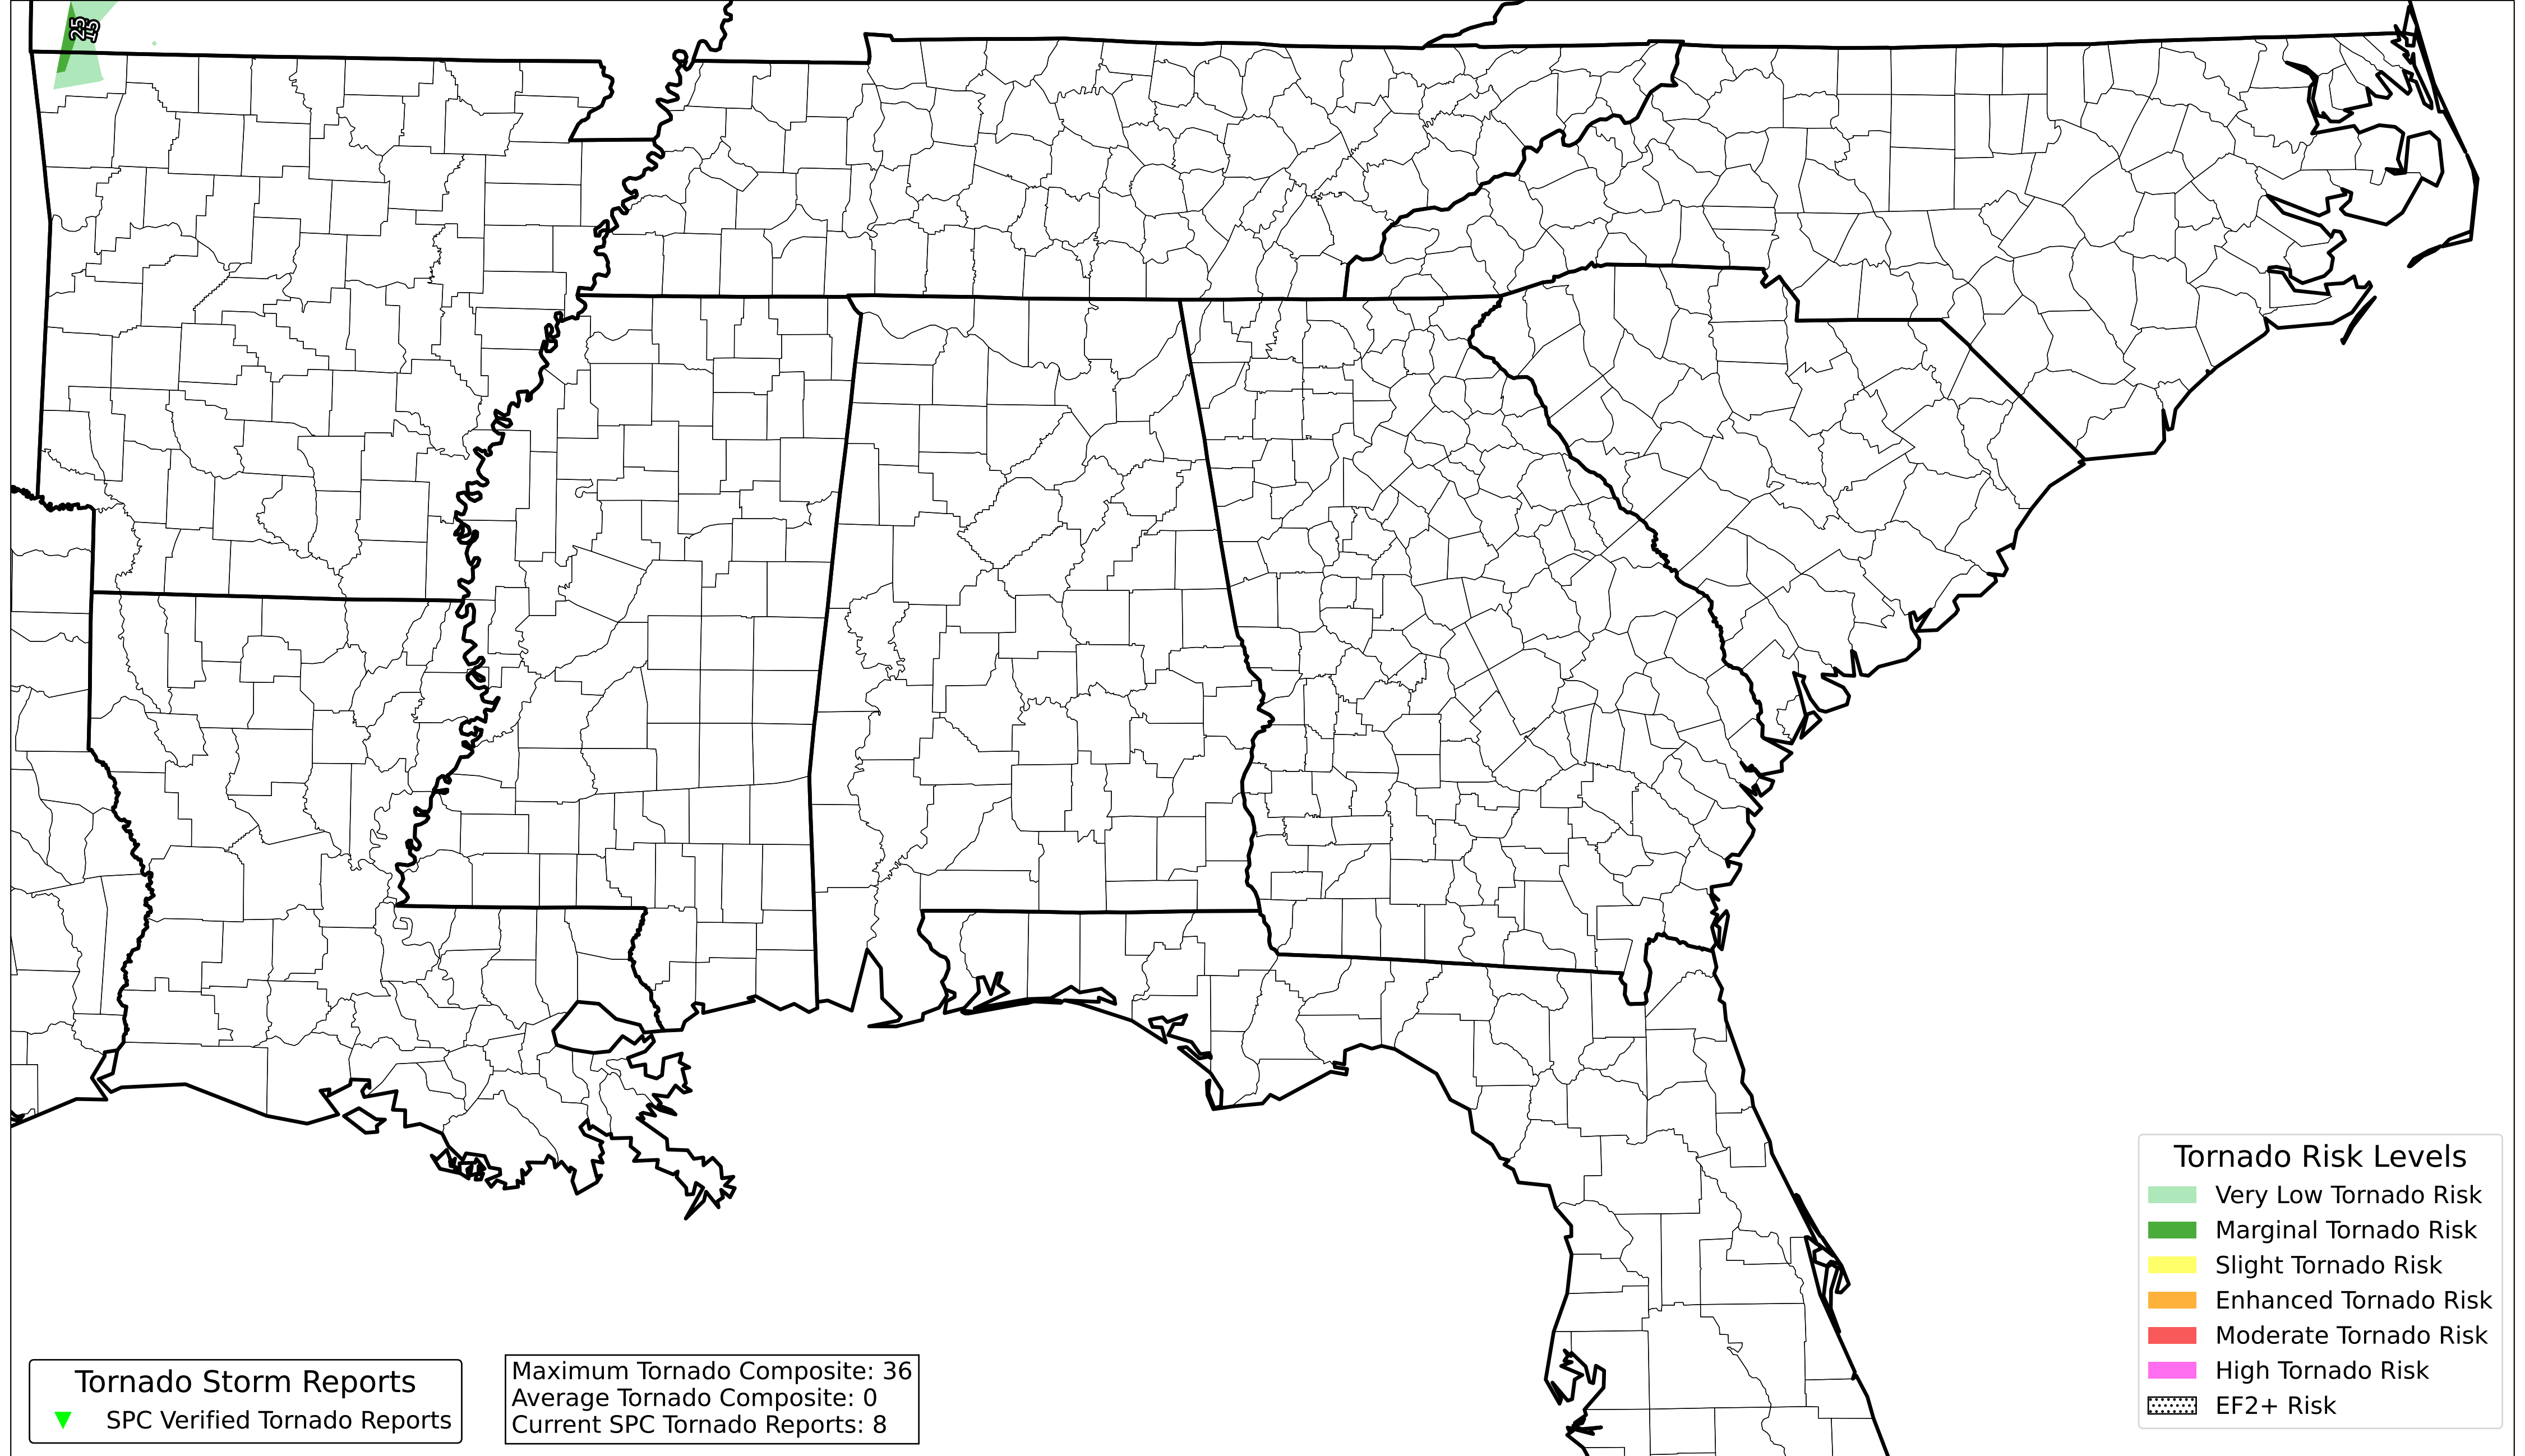 25
15
Tornado Risk Levels
Very Low Tornado Risk
Marginal Tornado Risk
Slight Tornado Risk
Enhanced Tornado Risk
Moderate Tornado Risk
High Tornado Risk
EF2+ Risk
Tornado Storm Reports
SPC Verified Tornado Reports
Maximum Tornado Composite: 36
Average Tornado Composite: 0
Current SPC Tornado Reports: 8